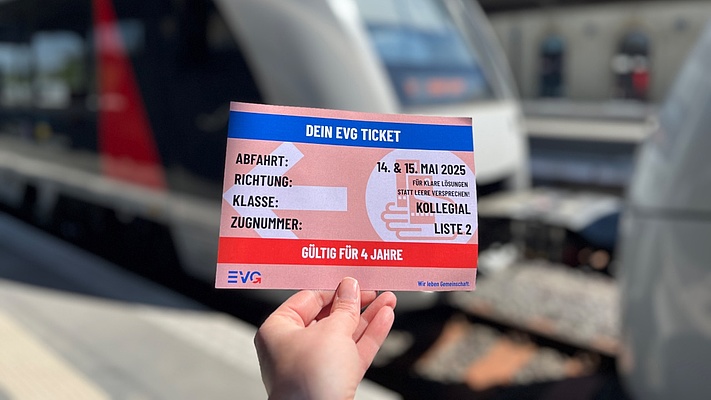 DEIN EVG TICKET
ABFAHRT: 14. & 15. MAI 2025
RICHTUNG: FÜR KLARE LÖSUNGEN
STATT LEERE VERSPRECHEN!
KLASSE: KOLLEGIAL
ZUGNUMMER: LISTE 2
GÜLTIG FÜR 4 JAHRE
EVG Wir leben Gemeinschaft.